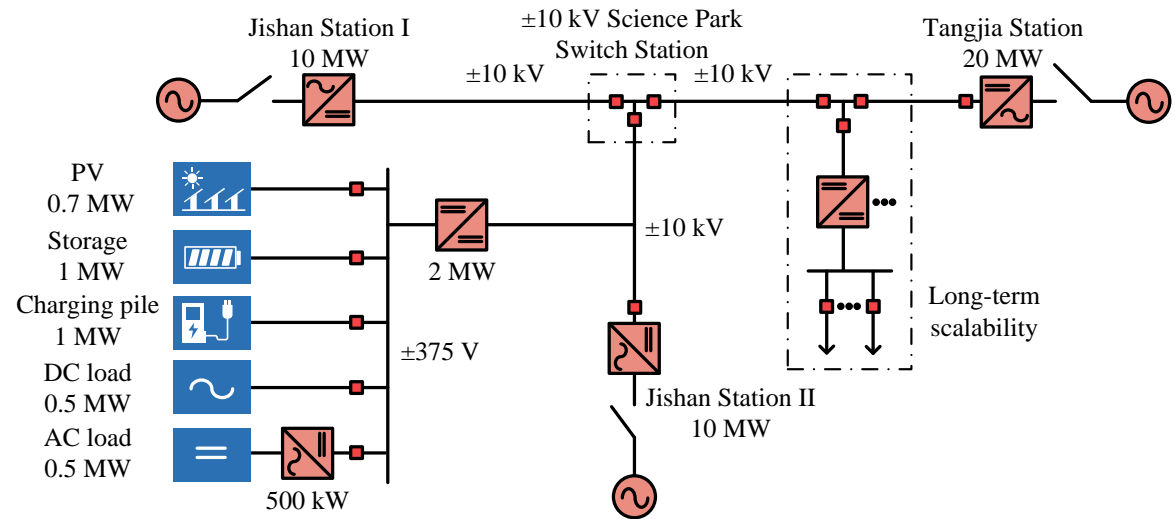 Jishan Station I
10 MW
±10 kV Science Park
Switch Station
Tangjia Station
20 MW
±10 kV
±10 kV
PV
0.7 MW
Storage
1 MW
Charging pile
1 MW
DC load
0.5 MW
AC load
0.5 MW
500 kW
±375 V
2 MW
±10 kV
Jishan Station II
10 MW
Long-term
scalability